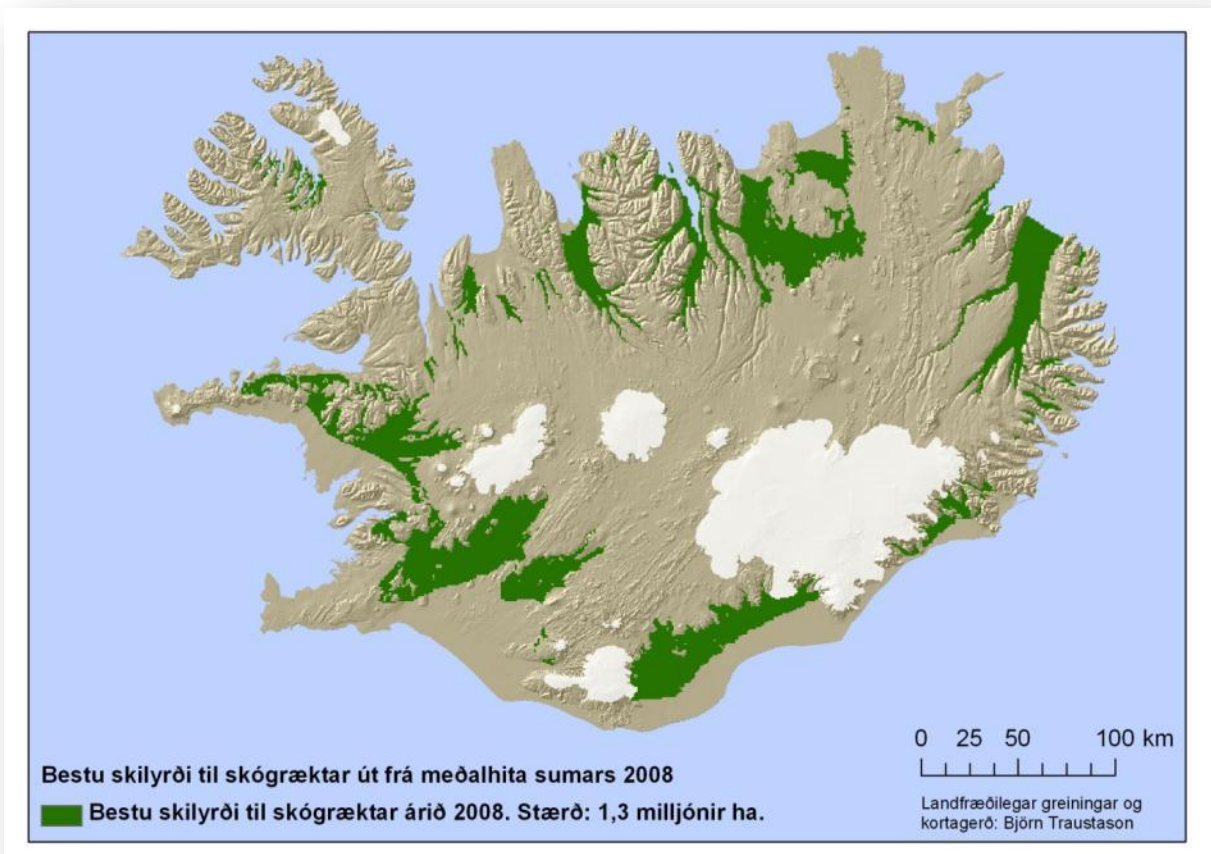 0 25 50 100 km
Bestu skilyrði til skógræktar út frá meðalhita sumars 2008
Bestu skilyrði til skógræktar árið 2008. Stærð: 1,3 milljónir ha.
Landfræðilegar greiningar og
kortagerð: Björn Traustason